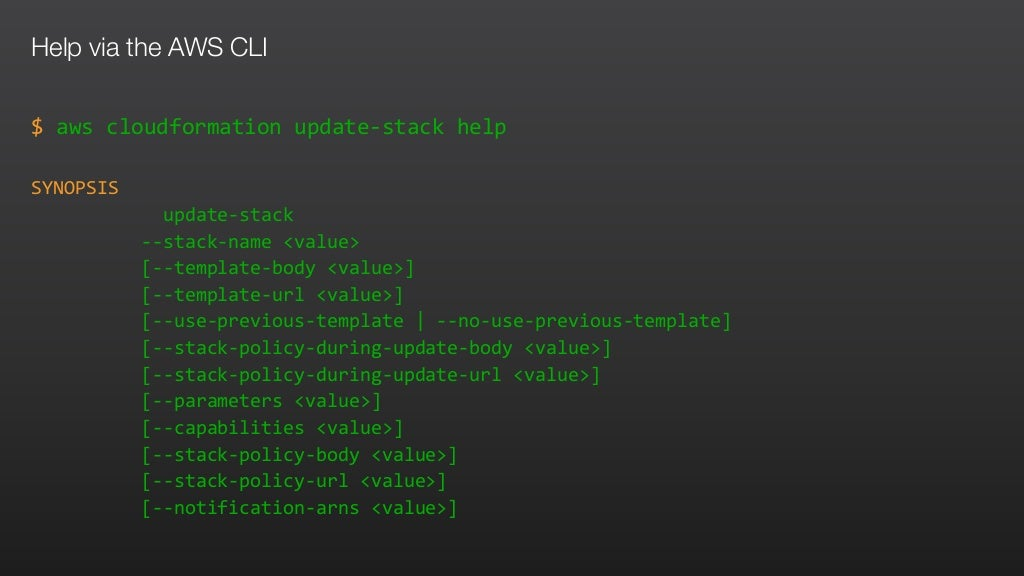 Help via the AWS CLI
$ aws cloudformation update-stack help
SYNOPSIS
update-stack
--stack-name <value>
[--template-body <value>]
[--template-url <value>]
[--use-previous-template | --no-use-previous-template]
[--stack-policy-during-update-body <value>]
[--stack-policy-during-update-url <value>]
[--parameters <value>]
[--capabilities <value>]
[--stack-policy-body <value>]
[--stack-policy-url <value>]
[--notification-arns <value>]